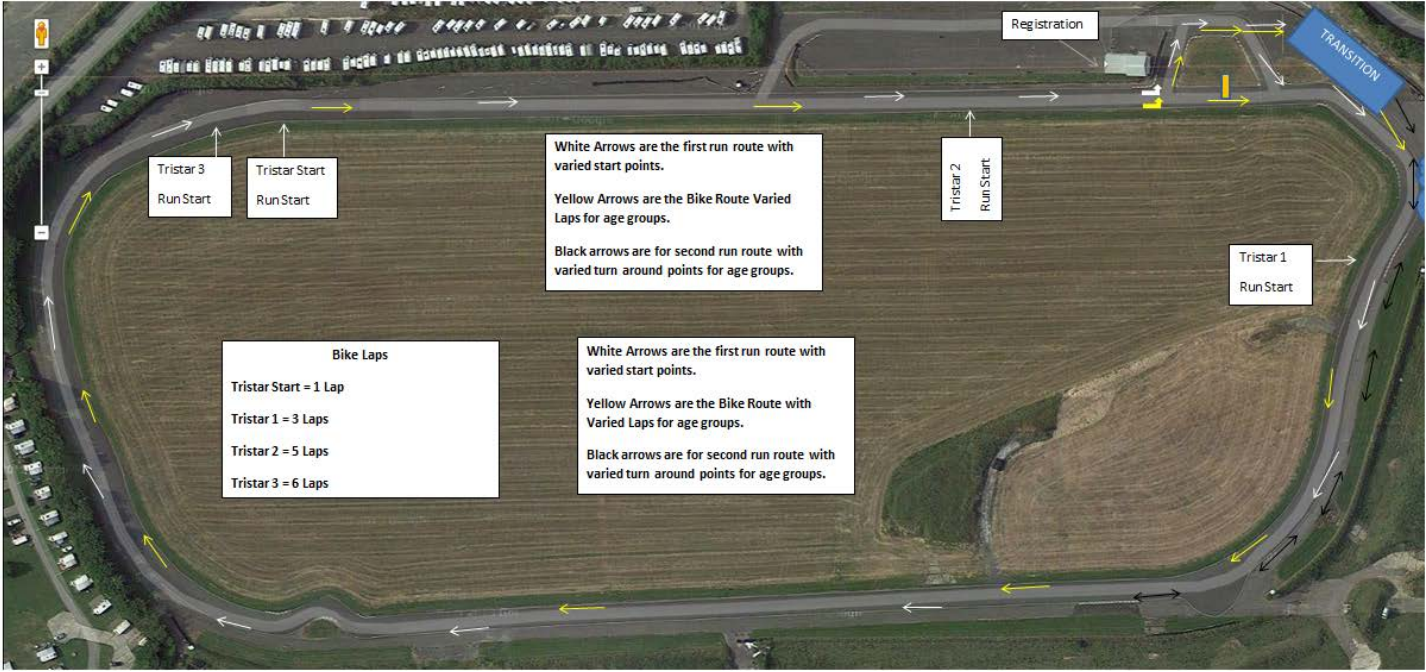 Registration
TRANSITION
Tristar 3
Run Start
Tristar Start
Run Start
White Arrows are the first run route with
varied start points.
Yellow Arrows are the Bike Route Varied
Laps for age groups.
Black arrows are for second run route with
varied turn around points for age groups.
Tristar 2
Run Start
Tristar 1
Run Start
Bike Laps
Tristar Start = 1 Lap
Tristar 1 = 3 Laps
Tristar 2 = 5 Laps
Tristar 3 = 6 Laps
White Arrows are the first run route with
varied start points.
Yellow Arrows are the Bike Route with
Varied Laps for age groups.
Black arrows are for second run route with
varied turn around points for age groups.